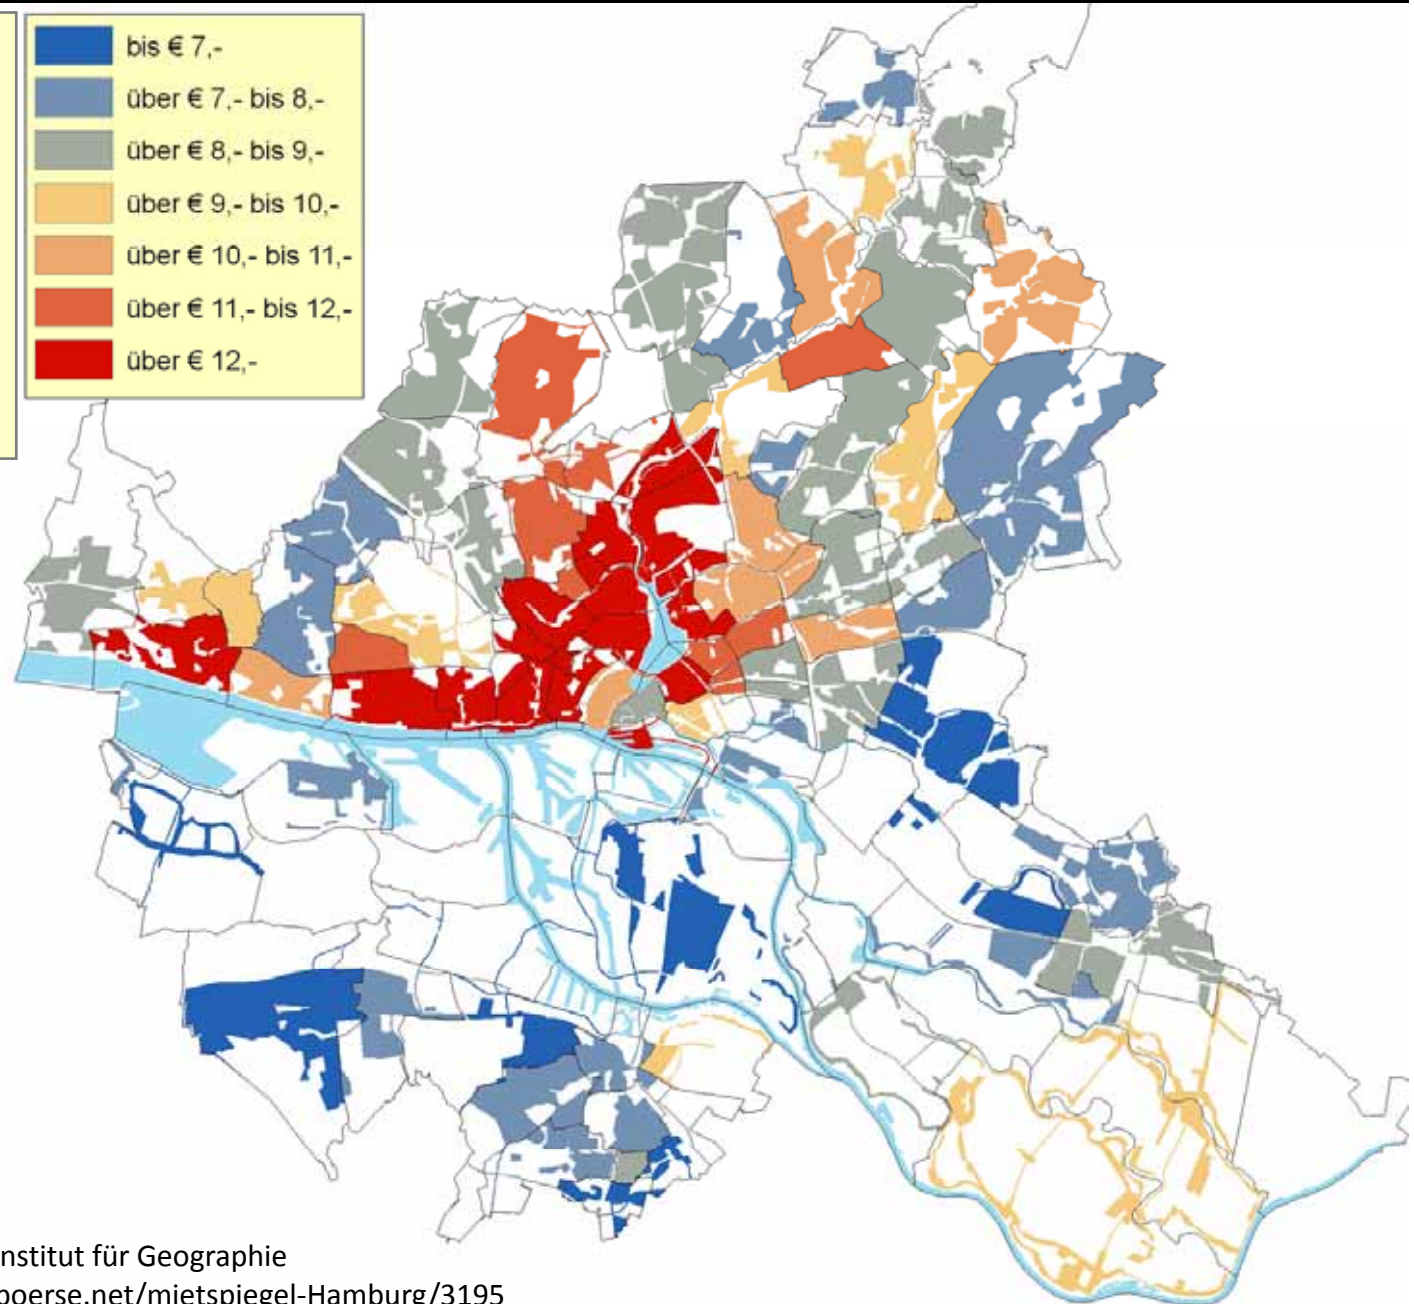 bis € 7,-
über € 7,- bis 8,-
über € 8,- bis 9,-
über € 9,- bis 10,-
über € 10,- bis 11,-
über € 11,- bis 12,-
über € 12,-
nstitut für Geographie
boerse.net/mietspiegel-Hamburg/3195